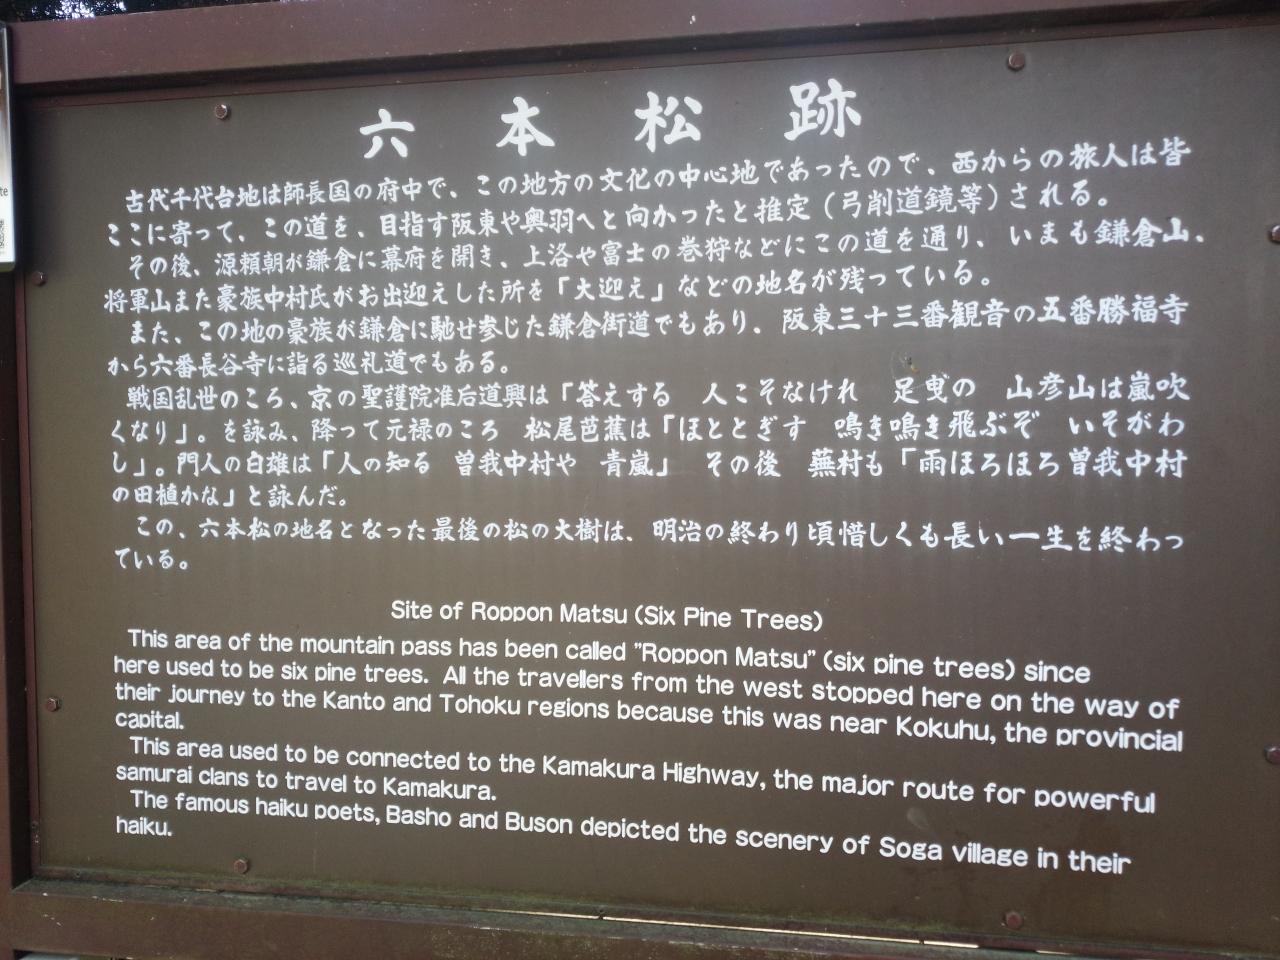 六本松跡
古代千代台地は師長国の府中で、この地方の文化の中心地であったので、西からの旅人は皆
ここに寄って、この道を、目指す阪東や奥羽へと向かったと推定（弓削道鏡等）される。
その後、源頼朝が鎌倉に幕府を開き、上洛や富士の巻狩などにこの道を通り、いまも鎌倉山、
将軍山また豪族中村氏がお出迎えした所を「大迎え」などの地名が残っている。
また、この地の豪族が鎌倉に馳せ参じた鎌倉街道でもあり、阪東三十三番観音の五番勝福寺
から六番長谷寺に詣る巡礼道でもある。
戦国乱世のころ、京の聖護院准后道興は「答えする 人こそなけれ 足曳の 山彦山は嵐吹
くなり」。を詠み、降って元禄のころ 松尾芭蕉は「ほととぎす 鳴き鳴き飛ぶぞ いそがわ
し」。門人の白雄は「人の知る 曽我中村や 青嵐」 その後 蕪村も「雨ほろほろ曽我中村
の田植かな」と詠んだ。
この、六本松の地名となった最後の松の大樹は、明治の終わり頃惜しくも長い一生を終わっ
ている。
Site of Roppon Matsu (Six Pine Trees)
This area of the mountain pass has been called "Roppon Matsu" (six pine trees) since
here used to be six pine trees. All the travellers from the west stopped here on the way of
their journey to the Kanto and Tohoku regions because this was near Kokuhu, the provincial
capital.
This area used to be connected to the Kamakura Highway, the major route for powerful
samurai clans to travel to Kamakura.
The famous haiku poets, Basho and Buson depicted the scenery of Soga village in their
haiku.